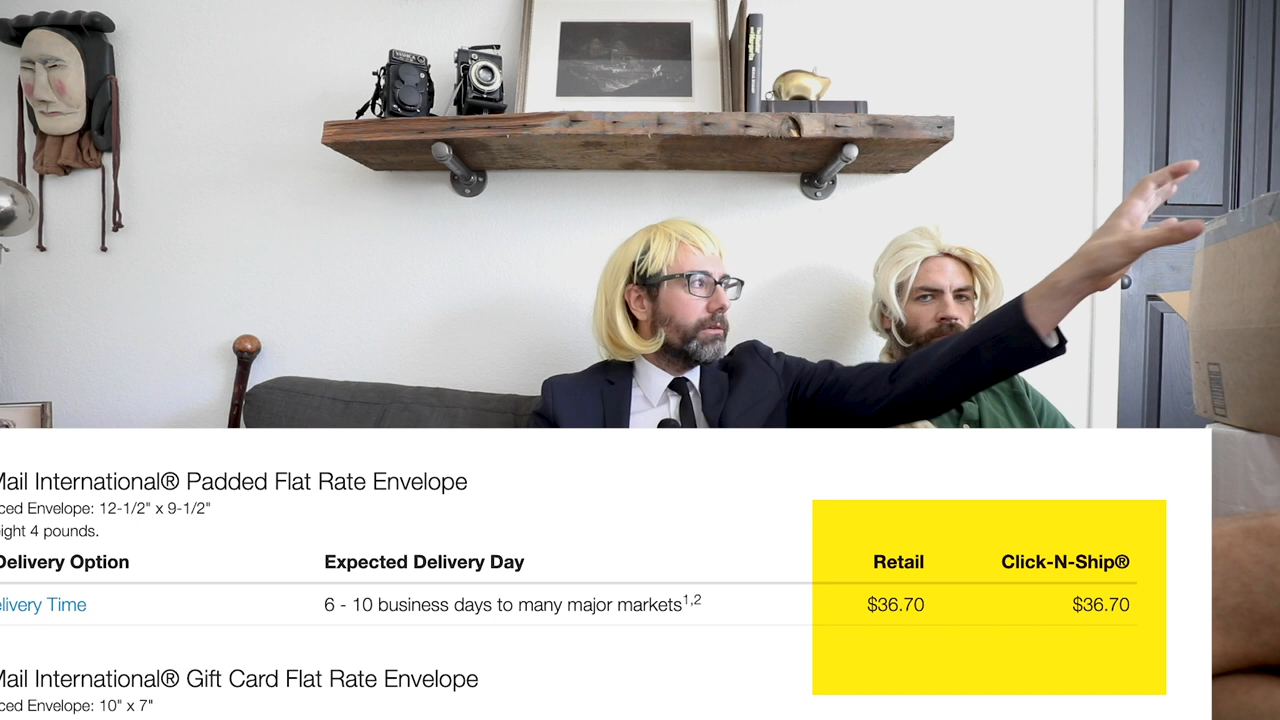 Mail International® Padded Flat Rate Envelope
ced Envelope: 12-1/2" x 9-1/2"
ight 4 pounds.
Delivery Option Expected Delivery Day Retail Click-N-Ship®
elivery Time 6 - 10 business days to many major markets1,2 $36.70 $36.70
Mail International® Gift Card Flat Rate Envelope
ced Envelope: 10" x 7"